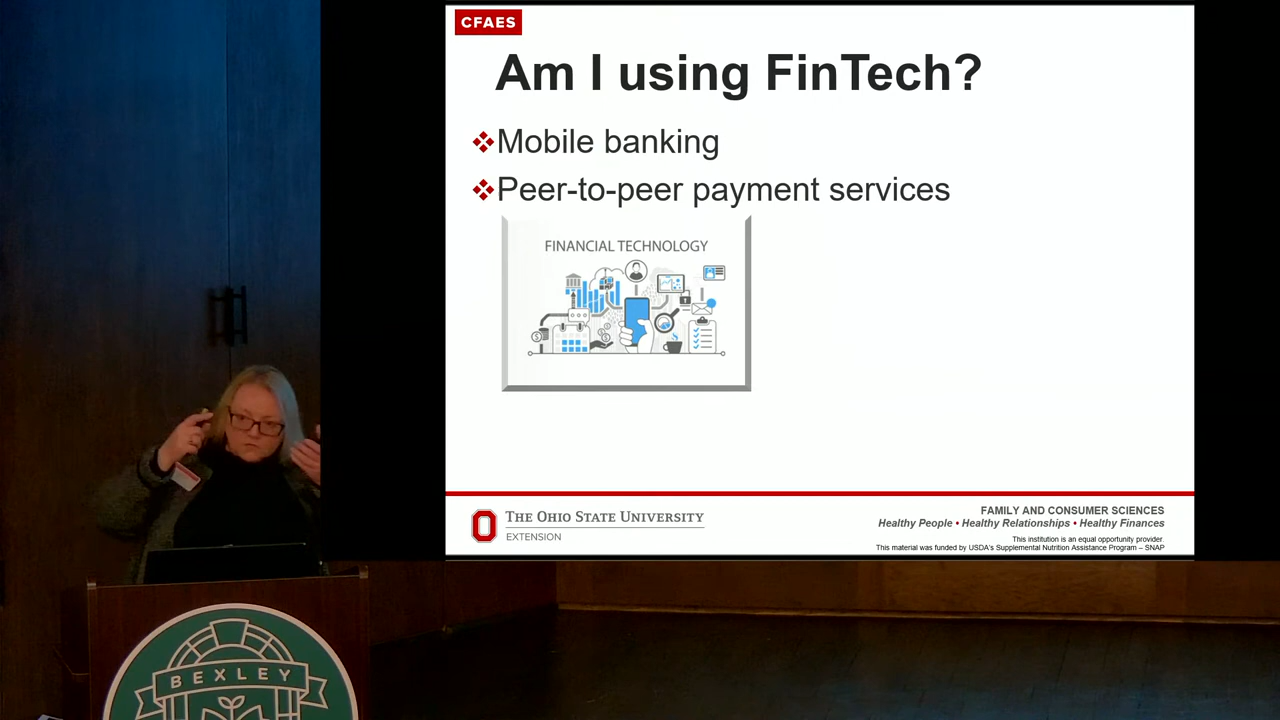 CFAES
Am I using FinTech?
Mobile banking
Peer-to-peer payment services
FINANCIAL TECHNOLOGY
THE OHIO STATE UNIVERSITY
EXTENSION
FAMILY AND CONSUMER SCIENCES
Healthy People • Healthy Relationships • Healthy Finances
This institution is an equal opportunity provider.
This material was funded by USDA's Supplemental Nutrition Assistance Program – SNAP
BEXLEY